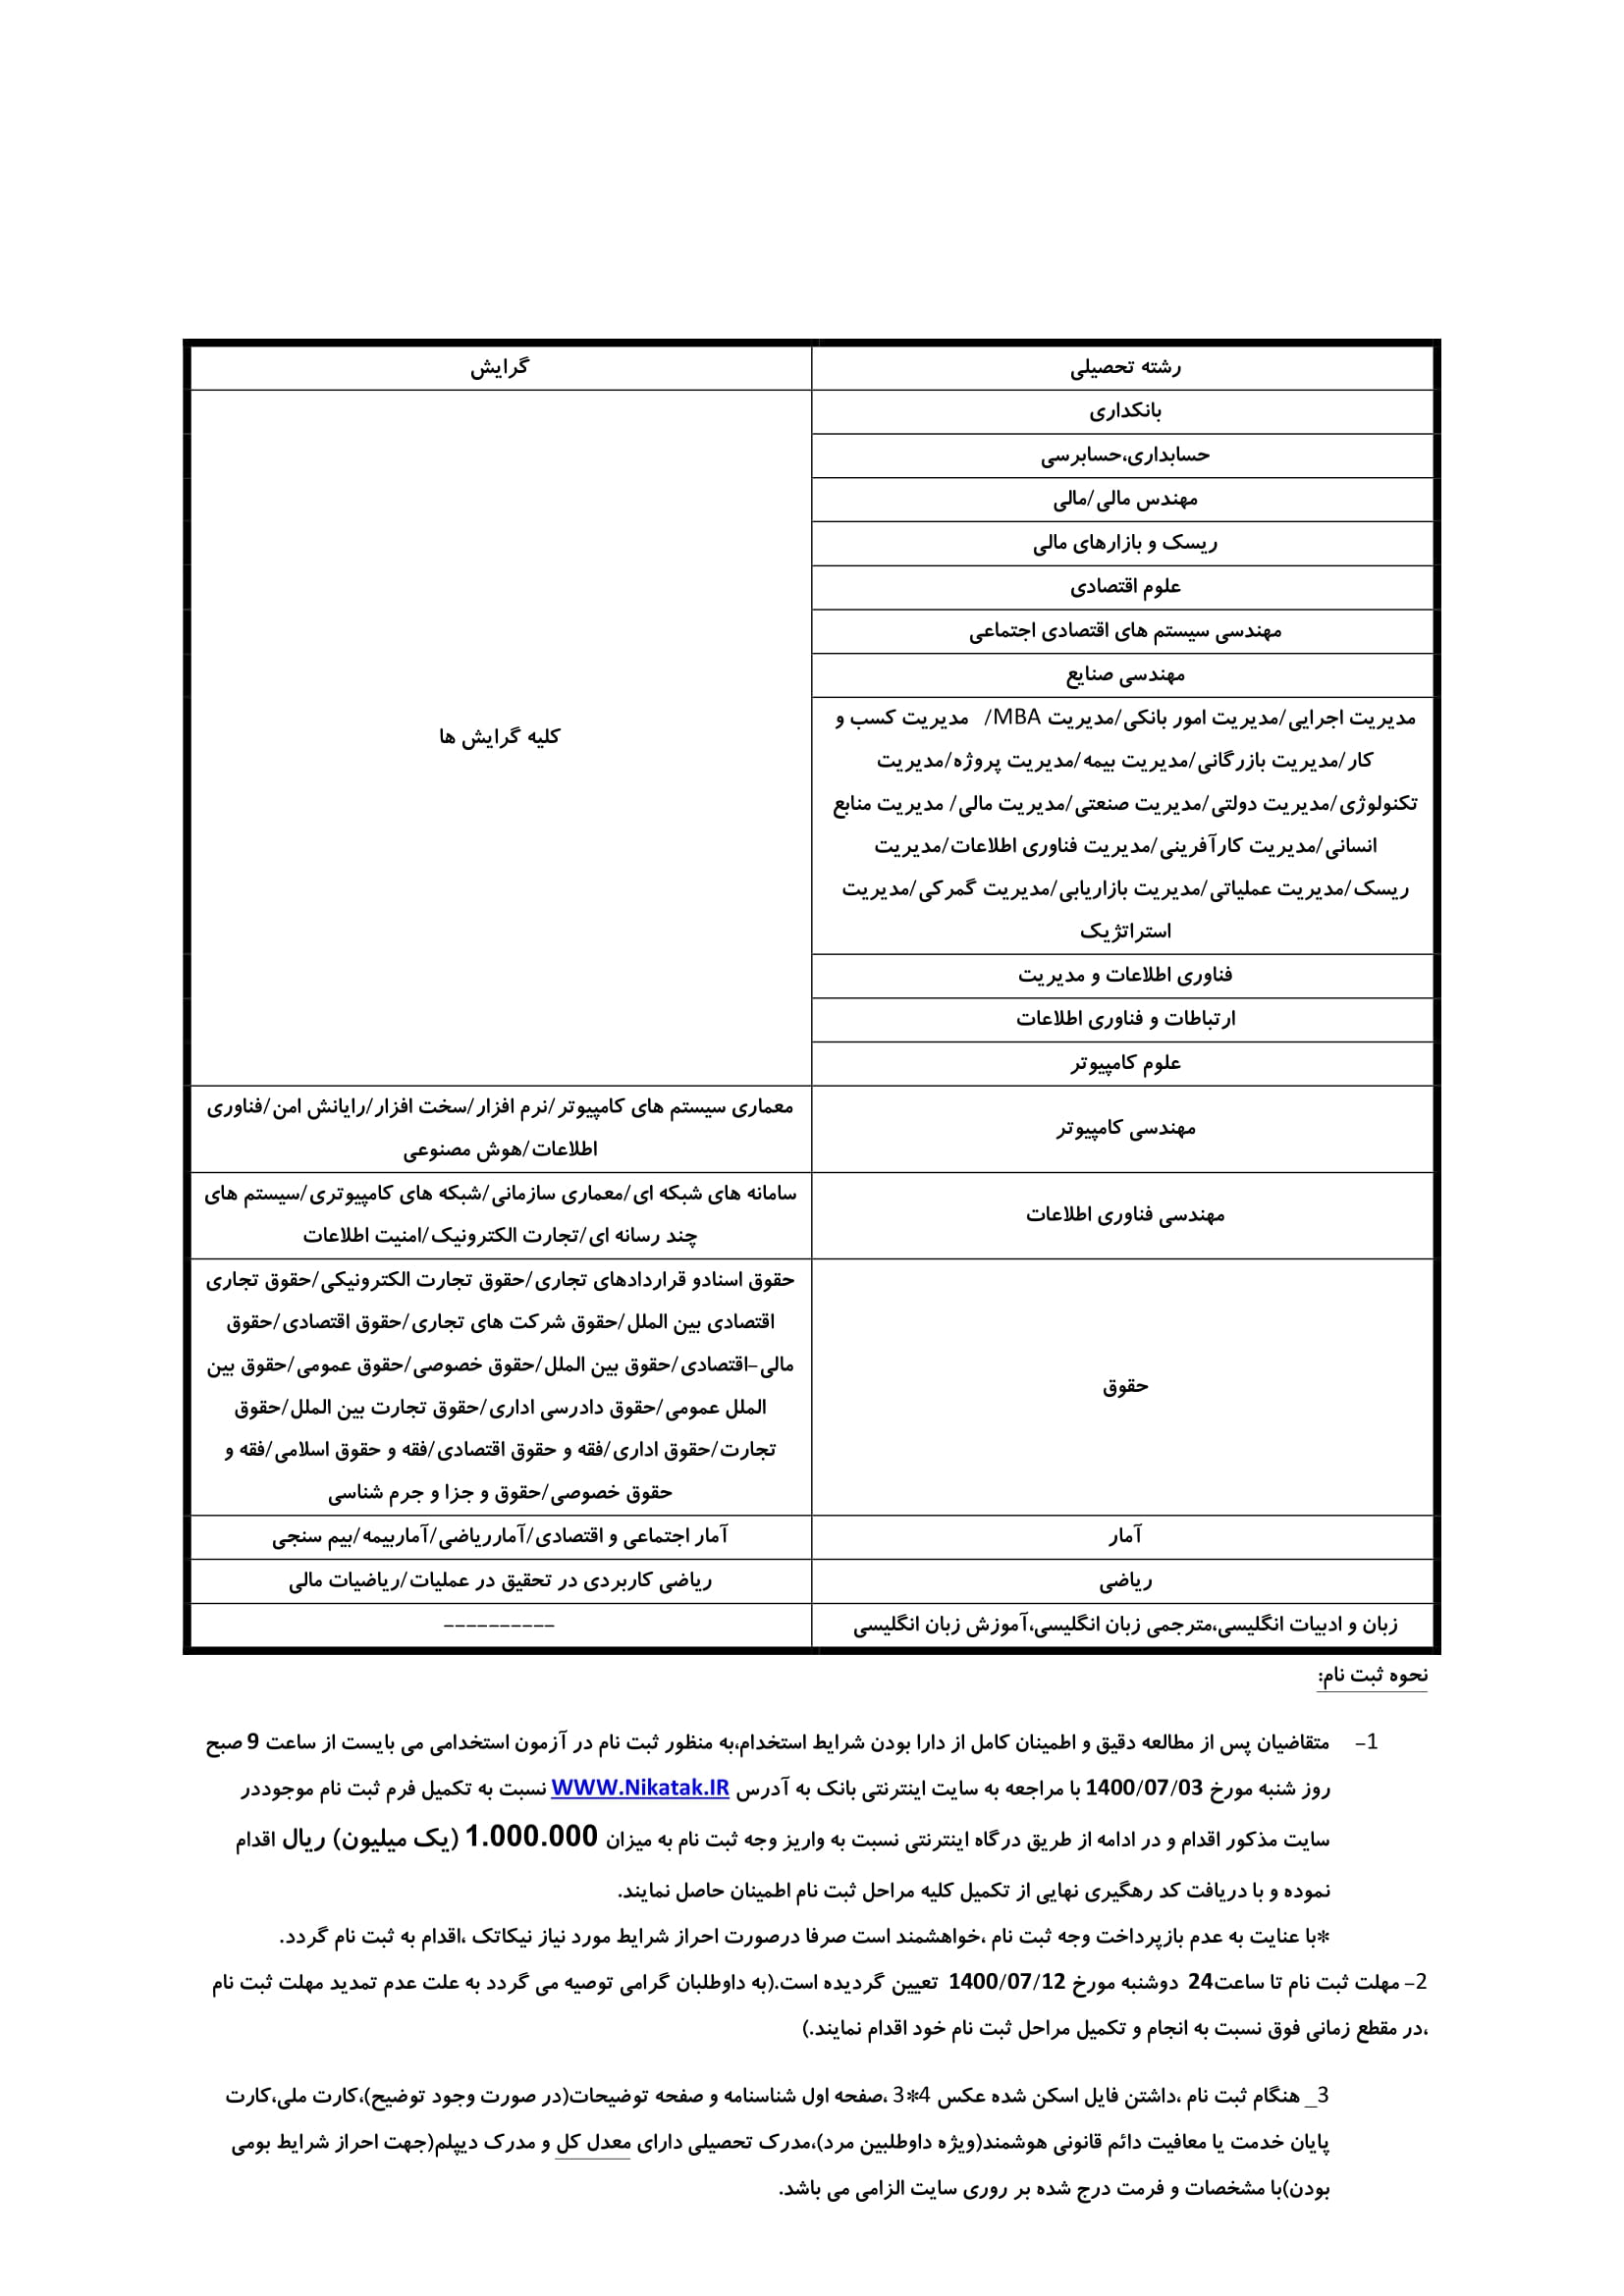 رشته تحصیلی
گرایش
بانکداری
حسابداری،حسابرسی
مهندس مالی/مالی
ریسک و بازارهای مالی
علوم اقتصادی
مهندسی سیستم های اقتصادی اجتماعی
مهندسی صنایع
مدیریت اجرایی/مدیریت امور بانکی/مدیریت MBA/ مدیریت کسب و
کار/مدیریت بازرگانی/مدیریت بیمه/مدیریت پروژه/مدیریت
تکنولوژی/مدیریت دولتی/مدیریت صنعتی/مدیریت مالی/ مدیریت منابع
انسانی/مدیریت کارآفرینی/مدیریت فناوری اطلاعات/مدیریت
ریسک/مدیریت عملیاتی/مدیریت بازاریابی/مدیریت گمرکی/مدیریت
استراتژیک
فناوری اطلاعات و مدیریت
ارتباطات و فناوری اطلاعات
علوم کامپیوتر
کلیه گرایش ها
مهندسی کامپیوتر
معماری سیستم های کامپیوتر/نرم افزار/سخت افزار/رایانش امن/فناوری
اطلاعات/هوش مصنوعی
مهندسی فناوری اطلاعات
سامانه های شبکه ای/معماری سازمانی/شبکه های کامپیوتری/سیستم های
چند رسانه ای/تجارت الکترونیک/امنیت اطلاعات
حقوق
حقوق اسنادو قراردادهای تجاری/حقوق تجارت الکترونیکی/حقوق تجاری
اقتصادی بین الملل/حقوق شرکت های تجاری/حقوق اقتصادی/حقوق
مالی–اقتصادی/حقوق بین الملل/حقوق خصوصی/حقوق عمومی/حقوق بین
الملل عمومی/حقوق دادرسی اداری/حقوق تجارت بین الملل/حقوق
تجارت/حقوق اداری/فقه و حقوق اقتصادی/فقه و حقوق اسلامی/فقه و
حقوق خصوصی/حقوق و جزا و جرم شناسی
آمار
آمار اجتماعی و اقتصادی/آمارریاضی/آماربیمه/بیم سنجی
ریاضی
ریاضی کاربردی در تحقیق در عملیات/ریاضیات مالی
زبان و ادبیات انگلیسی،مترجمی زبان انگلیسی،آموزش زبان انگلیسی
----------
نحوه ثبت نام:
1– متقاضیان پس از مطالعه دقیق و اطمینان کامل از دارا بودن شرایط استخدام،به منظور ثبت نام در آزمون استخدامی می بایست از ساعت 9 صبح
روز شنبه مورخ 1400/07/03 با مراجعه به سایت اینترنتی بانک به آدرس WWW.Nikatak.IR نسبت به تکمیل فرم ثبت نام موجوددر
سایت مذکور اقدام و در ادامه از طریق درگاه اینترنتی نسبت به واریز وجه ثبت نام به میزان 1.000.000 (یک میلیون) ریال اقدام
نموده و با دریافت کد رهگیری نهایی از تکمیل کلیه مراحل ثبت نام اطمینان حاصل نمایند.
*با عنایت به عدم بازپرداخت وجه ثبت نام ،خواهشمند است صرفا درصورت احراز شرایط مورد نیاز نیکاتک ،اقدام به ثبت نام گردد.
2– مهلت ثبت نام تا ساعت24 دوشنبه مورخ 1400/07/12 تعیین گردیده است.(به داوطلبان گرامی توصیه می گردد به علت عدم تمدید مهلت ثبت نام
،در مقطع زمانی فوق نسبت به انجام و تکمیل مراحل ثبت نام خود اقدام نمایند.)
3_ هنگام ثبت نام ،داشتن فایل اسکن شده عکس 4*3 ،صفحه اول شناسنامه و صفحه توضیحات(در صورت وجود توضیح)،کارت ملی،کارت
پایان خدمت یا معافیت دائم قانونی هوشمند(ویژه داوطلبین مرد)،مدرک تحصیلی دارای معدل کل و مدرک دیپلم(جهت احراز شرایط بومی
بودن)با مشخصات و فرمت درج شده بر روری سایت الزامی می باشد.